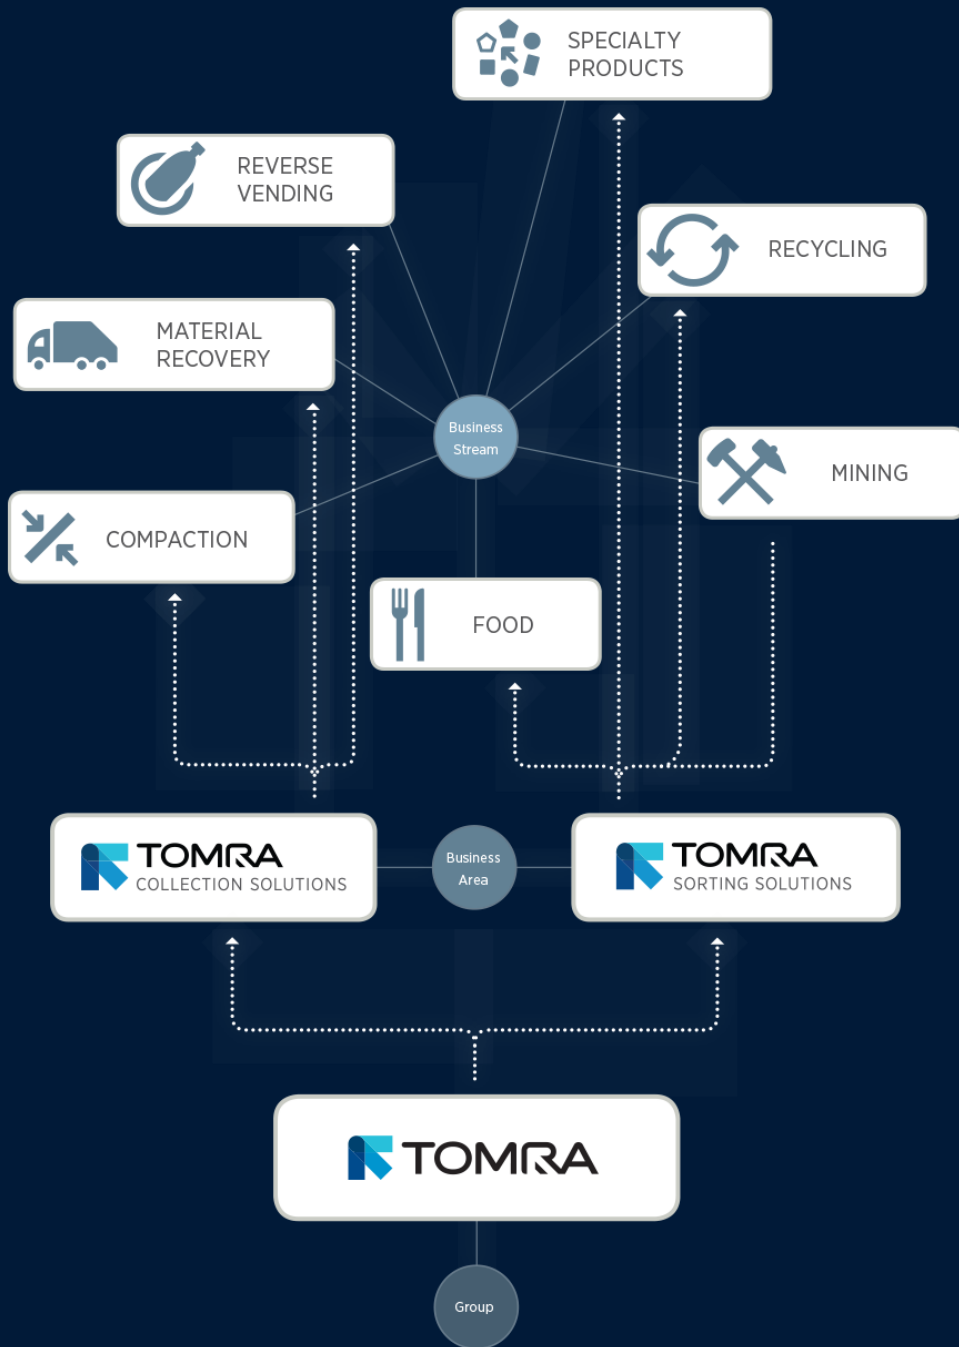 SPECIALTY
PRODUCTS
REVERSE
VENDING
RECYCLING
MATERIAL
RECOVERY
Business
Stream
MINING
COMPACTION
FOOD
TOMRA
COLLECTION SOLUTIONS
Business
Area
TOMRA
SORTING SOLUTIONS
TOMRA
Group